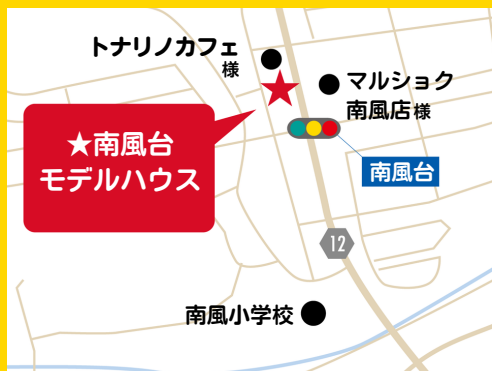 トナリノカフェ
様
マルショク
南風店様
★南風台
モデルハウス
南風台
12
南風小学校